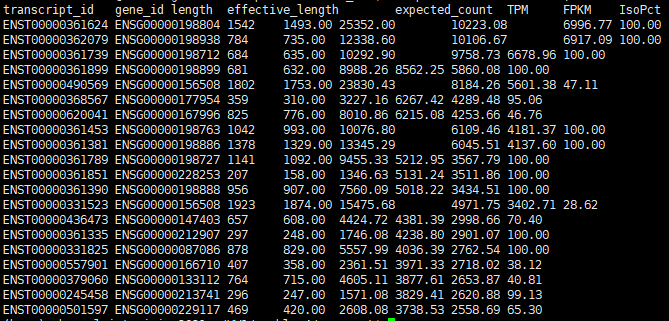 transcript_id gene_id length effective_length expected_count TPM FPKM IsoPct
ENST00000361624 ENSG00000198804 1542 1493.00 25352.00 10223.08 6996.77 100.00
ENST00000362079 ENSG00000198938 784 735.00 12338.60 10106.67 6917.09 100.00
ENST00000361739 ENSG00000198712 684 635.00 10292.90 9758.73 6678.96 100.00
ENST00000361899 ENSG00000198899 681 632.00 8988.26 8562.25 5860.08 100.00
ENST00000490569 ENSG00000156508 1802 1753.00 23830.43 8184.26 5601.38 47.11
ENST00000368567 ENSG00000177954 359 310.00 3227.16 6267.42 4289.48 95.06
ENST00000620041 ENSG00000167996 825 776.00 8010.86 6215.08 4253.66 46.76
ENST00000361453 ENSG00000198763 1042 993.00 10076.80 6109.46 4181.37 100.00
ENST00000361381 ENSG00000198886 1378 1329.00 13345.29 6045.51 4137.60 100.00
ENST00000361789 ENSG00000198727 1141 1092.00 9455.33 5212.95 3567.79 100.00
ENST00000361851 ENSG00000228253 207 158.00 1346.63 5131.24 3511.86 100.00
ENST00000361390 ENSG00000198888 956 907.00 7560.09 5018.22 3434.51 100.00
ENST00000331523 ENSG00000156508 1923 1874.00 15475.68 4971.75 3402.71 28.62
ENST00000436473 ENSG00000147403 657 608.00 4424.72 4381.39 2998.66 70.40
ENST00000361335 ENSG00000212907 297 248.00 1746.08 4238.80 2901.07 100.00
ENST00000331825 ENSG00000087086 878 829.00 5557.99 4036.39 2762.54 100.00
ENST00000557901 ENSG00000166710 407 358.00 2361.51 3971.33 2718.02 38.12
ENST00000379060 ENSG00000133112 764 715.00 4605.11 3877.61 2653.87 40.81
ENST00000245458 ENSG00000213741 296 247.00 1571.08 3829.41 2620.88 99.13
ENST00000501597 ENSG00000229117 469 420.00 2608.08 3738.53 2558.69 65.30